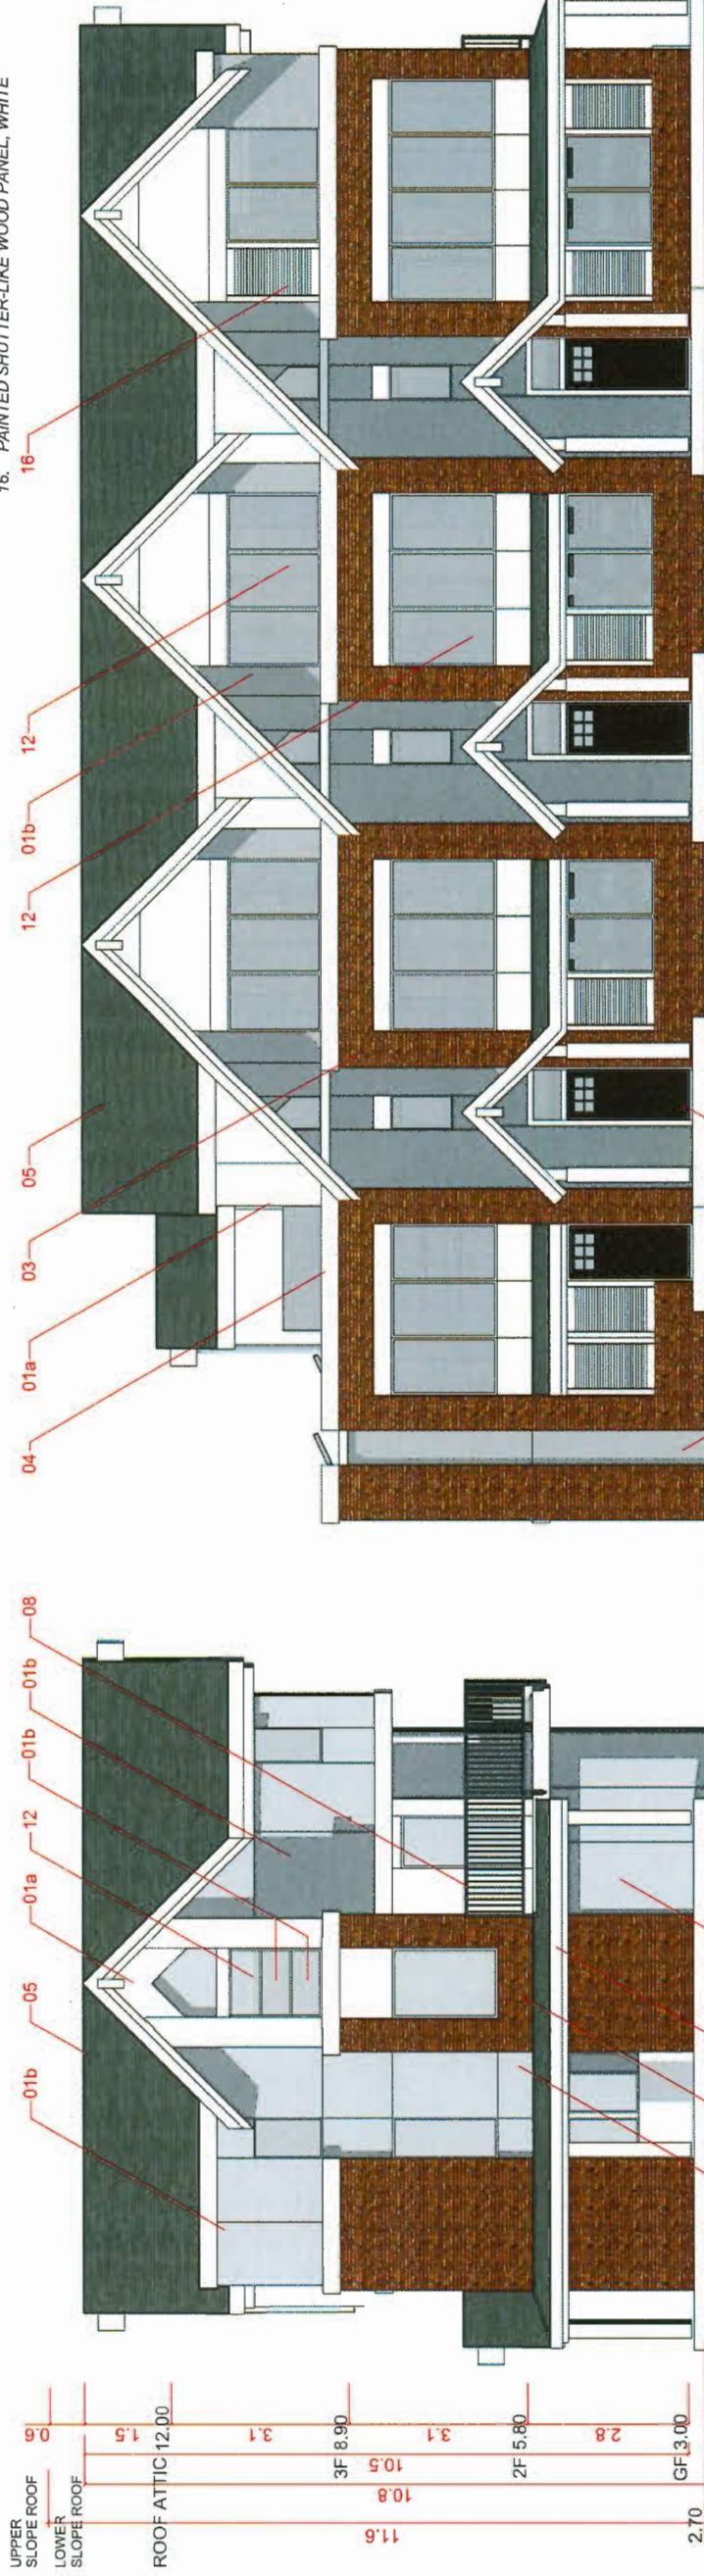 16. PAINTED SHUTTER-LIKE WOOD PANEL, WHITE
01b
05
01a
12
01b
01b
08
04
01a
03
05
12
01b
12
16
UPPER
SLOPE ROOF
LOWER
SLOPE ROOF
0.6
1.5
ROOF ATTIC 12.00
3.1
3F 8.90
3.1
2F 5.80
2.8
GF 3.00
2.70
10.5
10.8
11.6